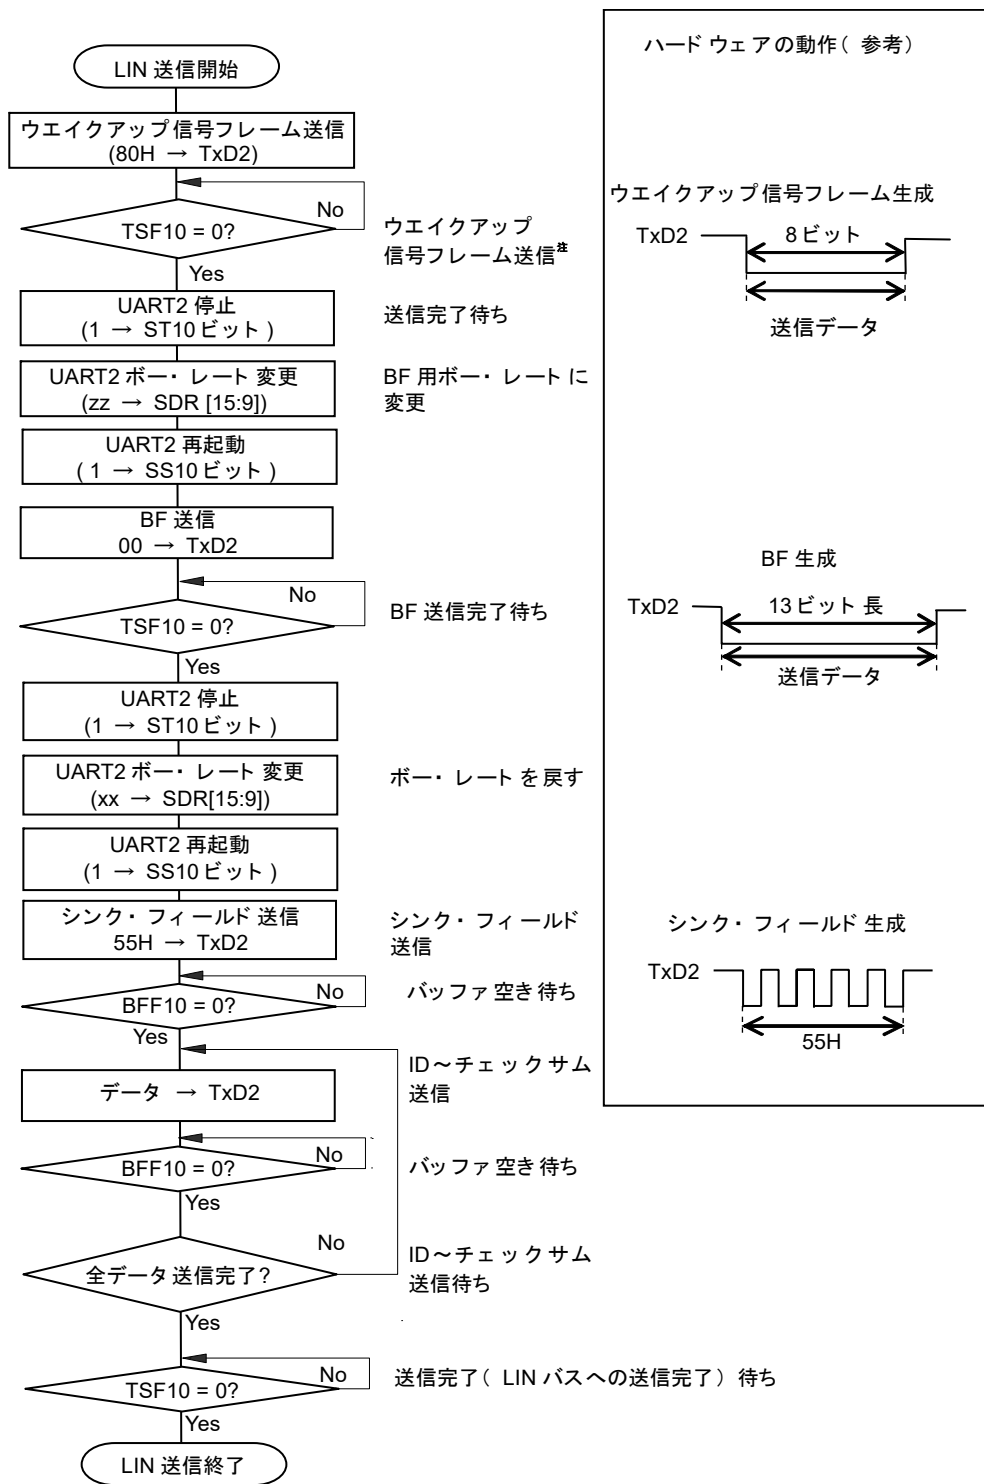 LIN 送信開始
ウエイクアップ信号フレーム送信
(80H → TxD2)
No
TSF10 = 0?
Yes
ウエイクアップ
信号フレーム送信注
UART2 停止
(1 → ST10 ビット )
送信完了待ち
UART2 ボー・レート 変更
(zz → SDR [15:9])
BF 用ボー・レートに
変更
UART2 再起動
( 1 → SS10 ビット )
BF 送信
00 → TxD2
No
TSF10 = 0?
Yes
BF 送信完了待ち
UART2 停止
(1 → ST10 ビット )
UART2 ボー・レート 変更
(xx → SDR[15:9])
ボー・レートを戻す
UART2 再起動
(1 → SS10 ビット )
シンク・フィールド 送信
55H → TxD2
シンク・フィールド
送信
No
BFF10 = 0?
Yes
バッファ空き待ち
データ → TxD2
ID～チェックサム
送信
No
BFF10 = 0?
Yes
バッファ空き待ち
No
全データ送信完了?
Yes
ID～チェックサム
送信待ち
No
TSF10 = 0?
Yes
送信完了( LIN バスへの送信完了) 待ち
LIN 送信終了
ハードウェアの動作( 参考)
ウエイクアップ信号フレーム生成
TxD2
8 ビット
送信データ
BF 生成
TxD2
13 ビット長
送信データ
シンク・フィールド 生成
TxD2
55H